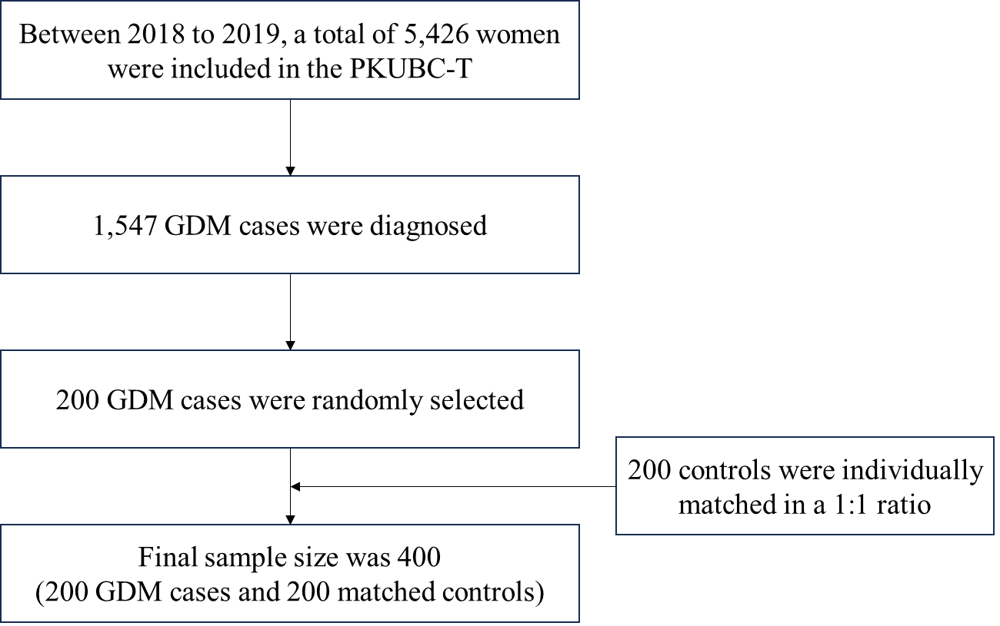 Between 2018 to 2019, a total of 5,426 women
were included in the PKUBC-T
1,547 GDM cases were diagnosed
200 GDM cases were randomly selected
200 controls were individually
matched in a 1:1 ratio
Final sample size was 400
(200 GDM cases and 200 matched controls)